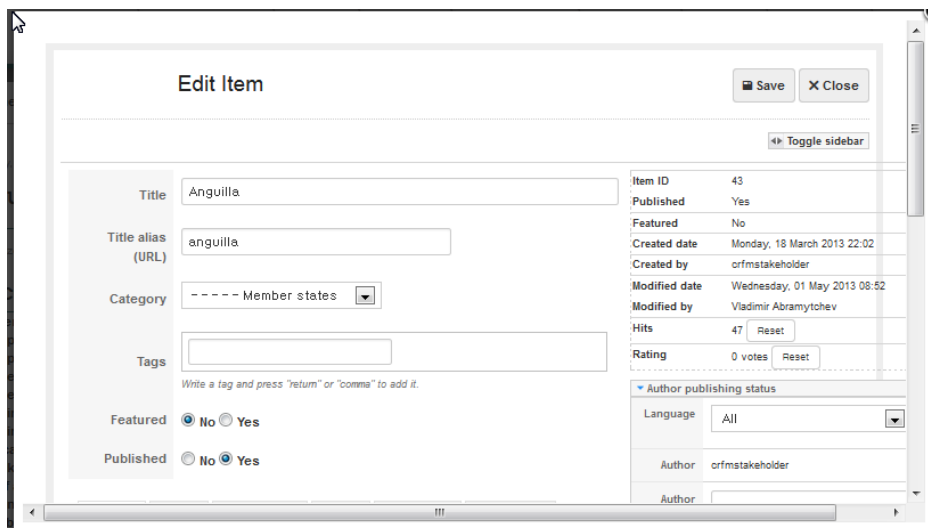 Edit Item
Save
Close
Toggle sidebar
Title
Anguilla
Title alias
(URL)
anguilla
Category
- - - - - Member states
Tags
Write a tag and press "return" or "comma" to add it.
Featured
No Yes
Published
No Yes
Item ID 43
Published Yes
Featured No
Created date Monday, 18 March 2013 22:02
Created by crfmstakeholder
Modified date Wednesday, 01 May 2013 08:52
Modified by Vladimir Abramytchev
Hits 47 Reset
Rating 0 votes Reset
Author publishing status
Language All
Author crfmstakeholder
Author